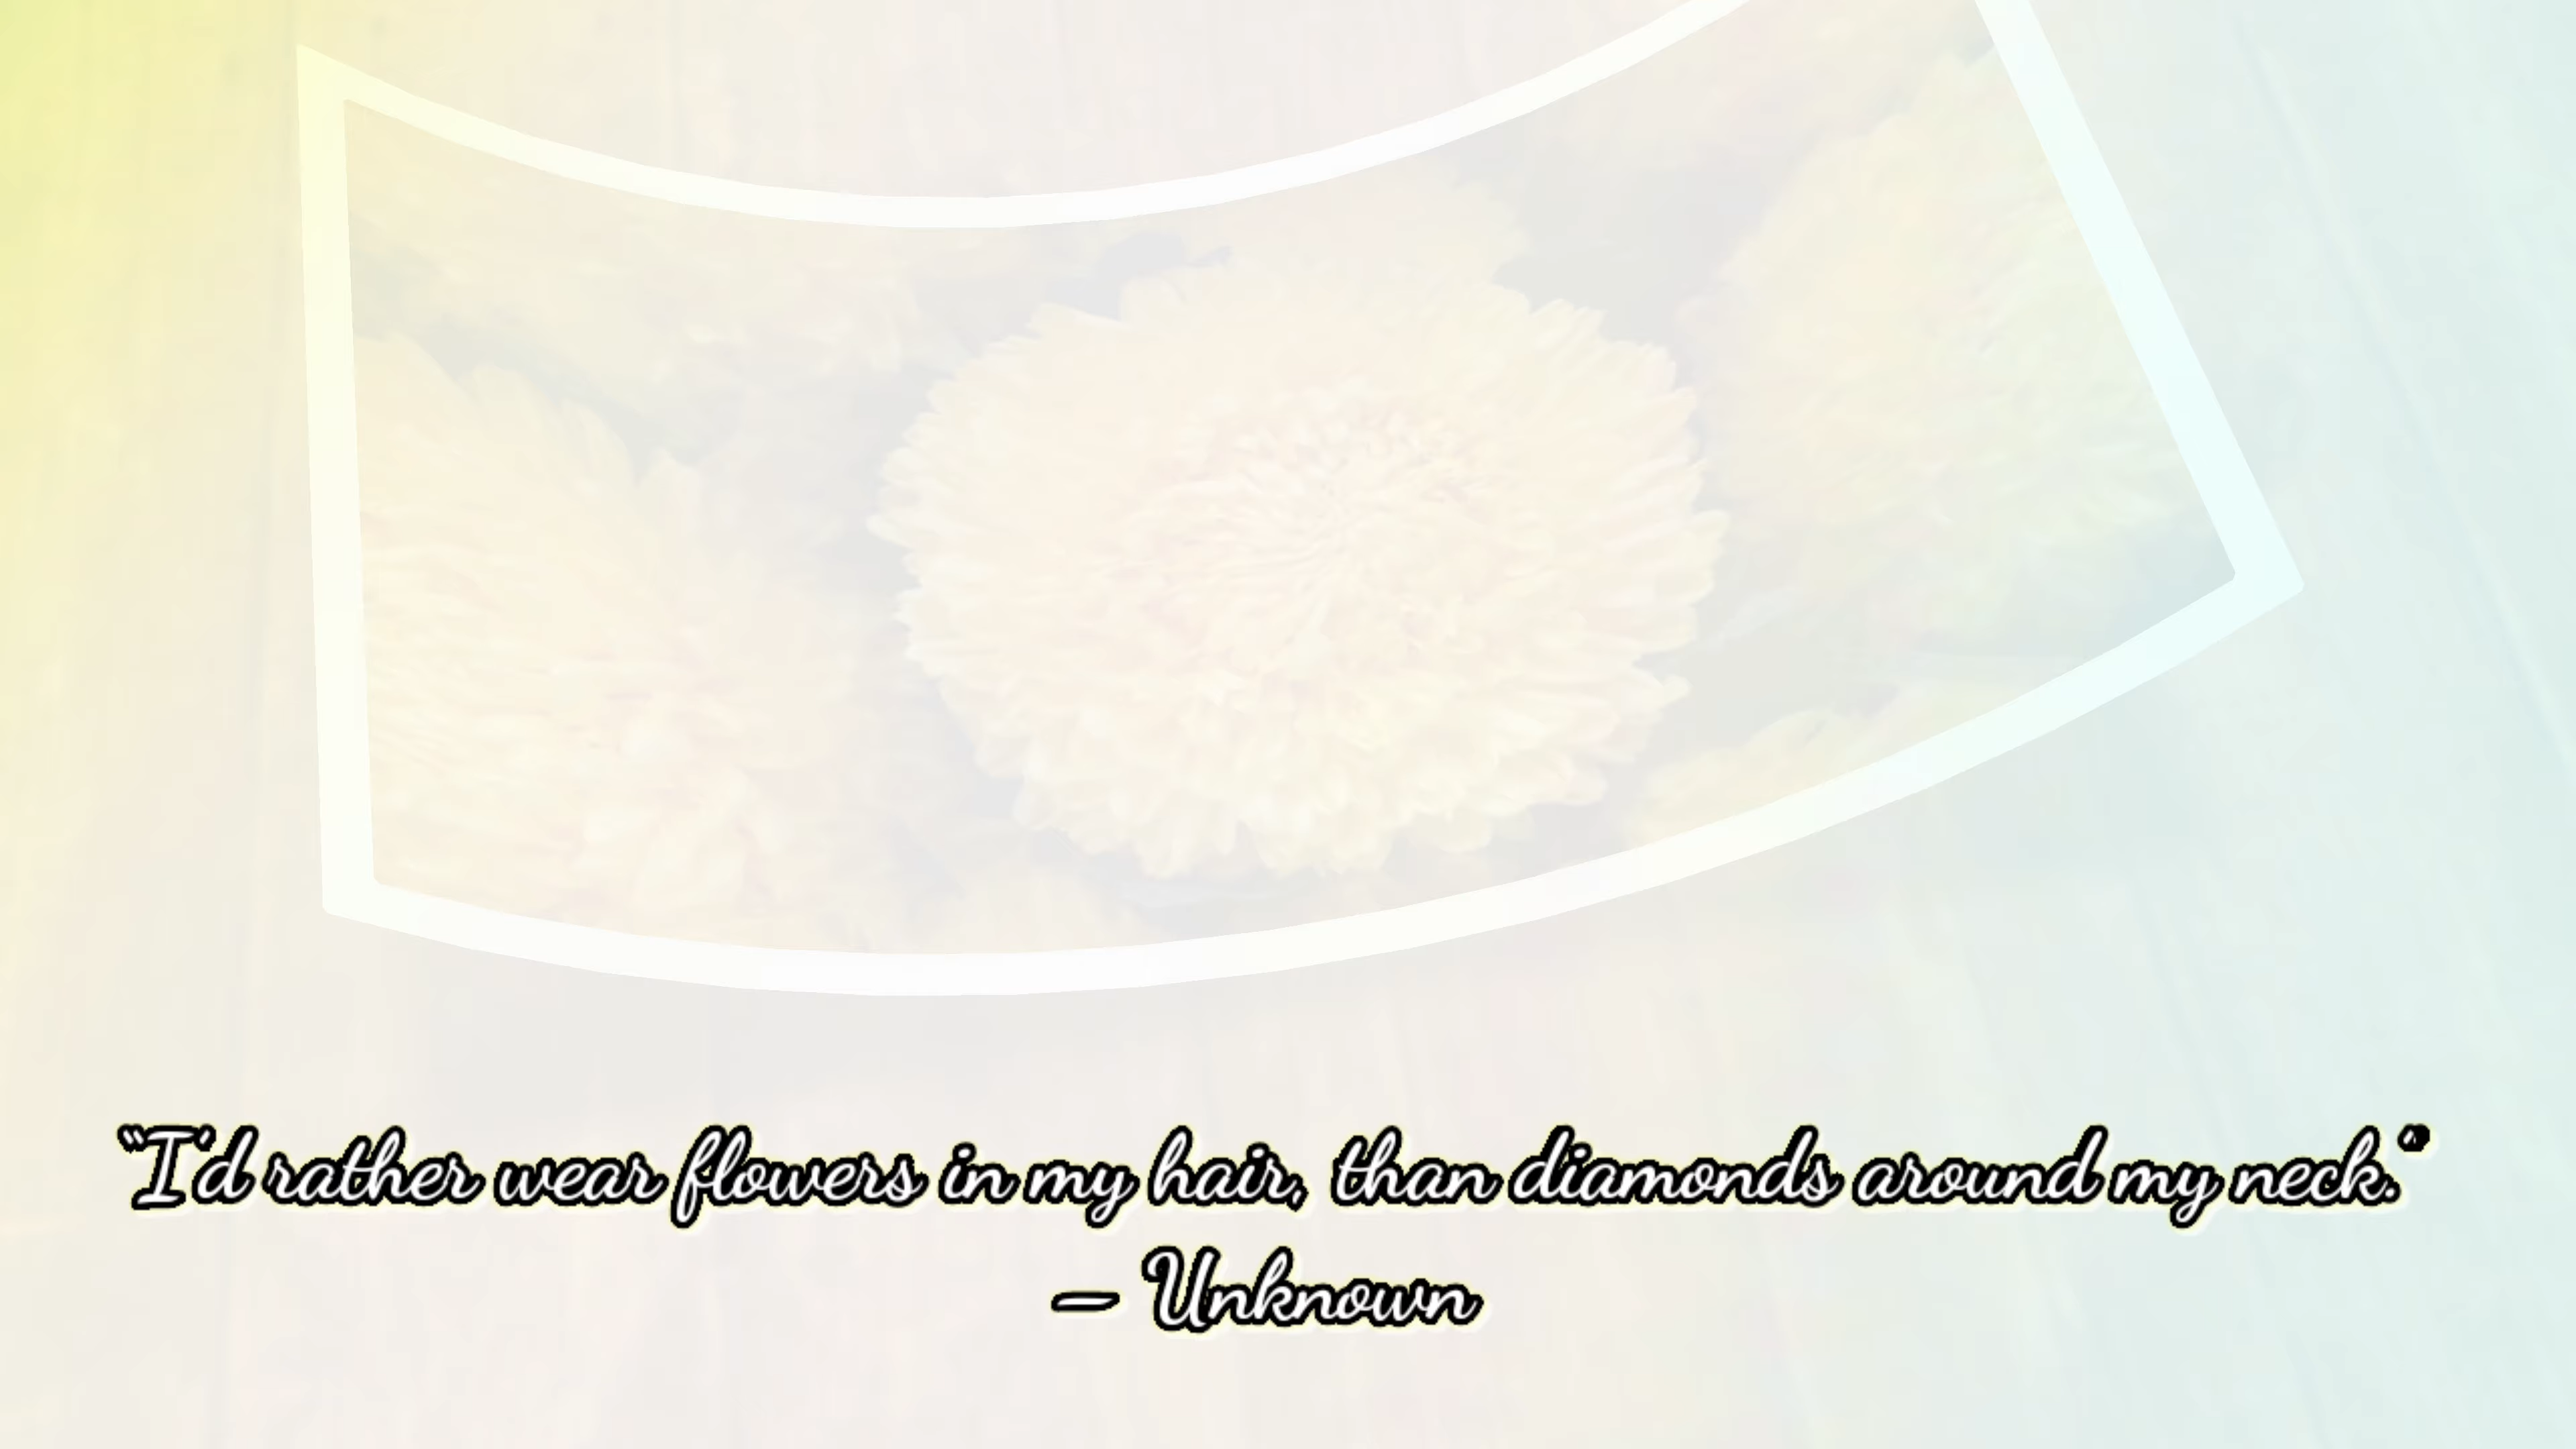 “I'd rather wear flowers in my hair, than diamonds around my neck.”
— Unknown